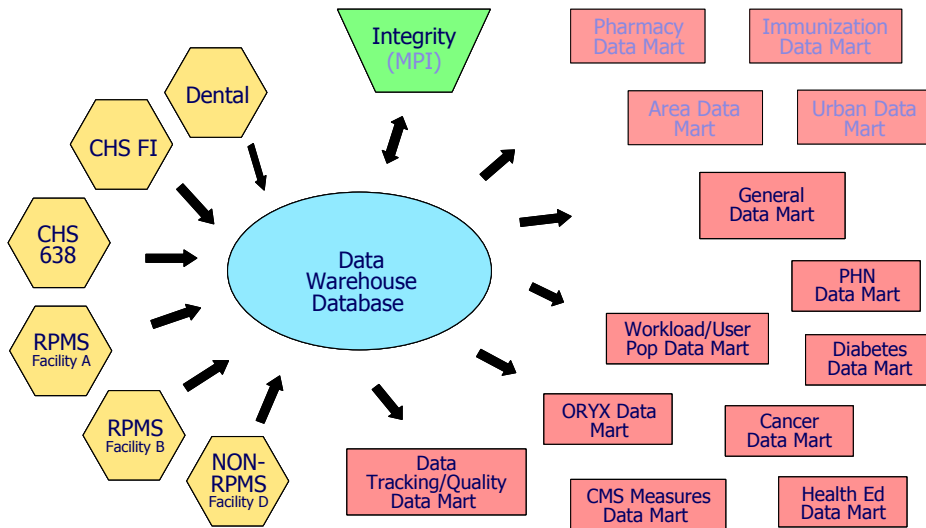 Integrity
(MPI)
Pharmacy
Data Mart
Immunization
Data Mart
Dental
Area Data
Mart
Urban Data
Mart
CHS FI
General
Data Mart
CHS
638
Data
Warehouse
Database
PHN
Data Mart
RPMS
Facility A
Workload/User
Pop Data Mart
Diabetes
Data Mart
RPMS
Facility B
ORYX Data
Mart
Cancer
Data Mart
NON-
RPMS
Facility D
Data
Tracking/Quality
Data Mart
CMS Measures
Data Mart
Health Ed
Data Mart